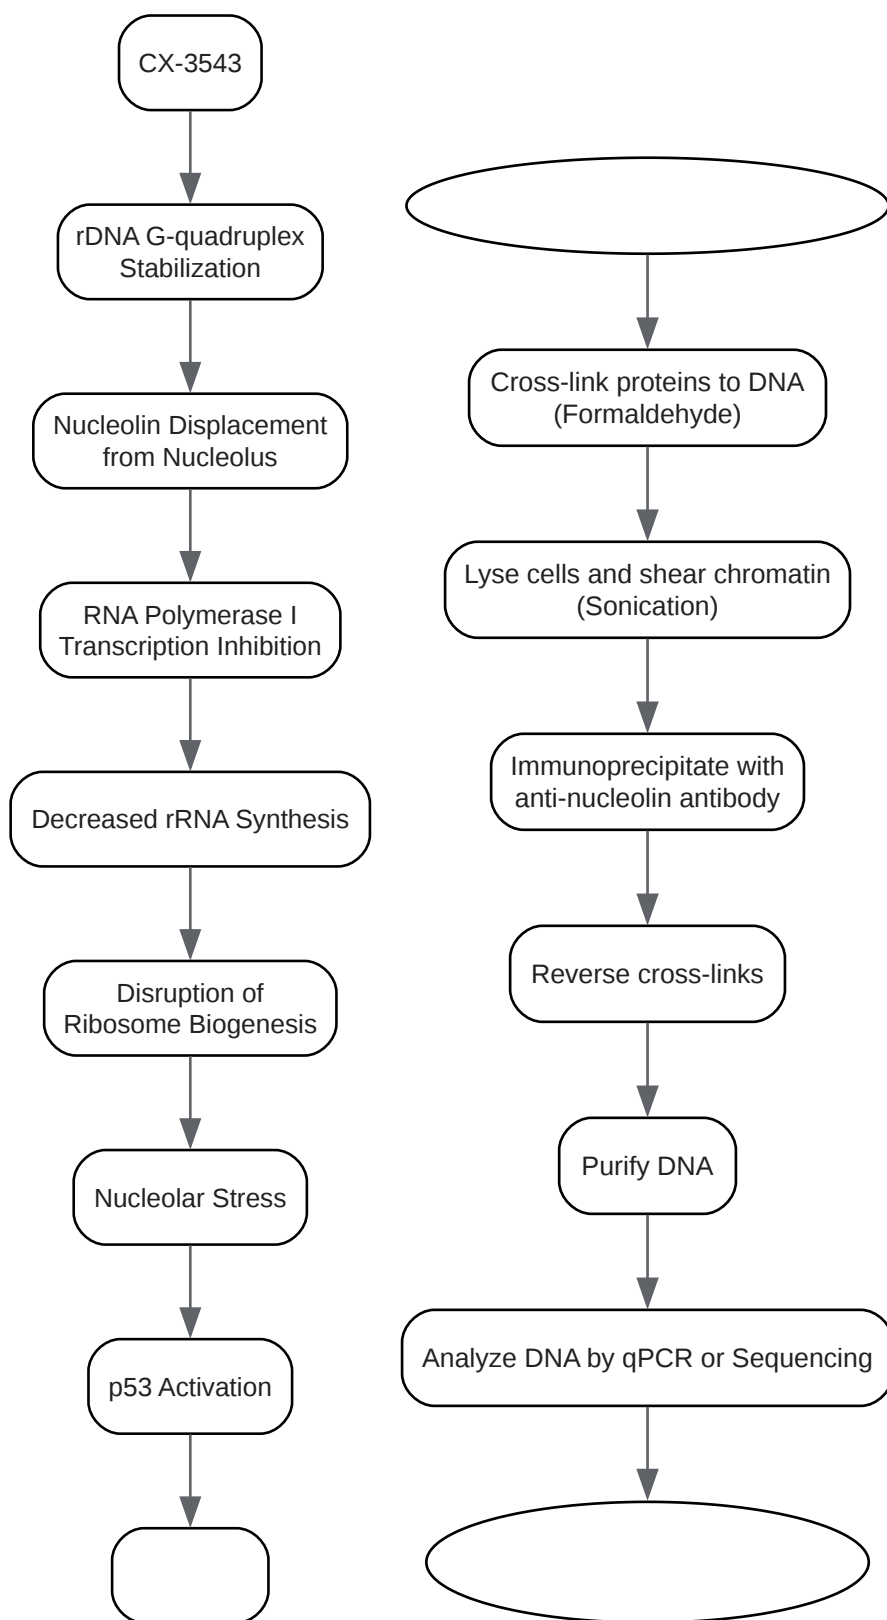 CX-3543
rDNA G-quadruplex
Stabilization
Nucleolin Displacement
from Nucleolus
RNA Polymerase I
Transcription Inhibition
Decreased rRNA Synthesis
Disruption of
Ribosome Biogenesis
Nucleolar Stress
p53 Activation
Cross-link proteins to DNA
(Formaldehyde)
Lyse cells and shear chromatin
(Sonication)
Immunoprecipitate with
anti-nucleolin antibody
Reverse cross-links
Purify DNA
Analyze DNA by qPCR or Sequencing